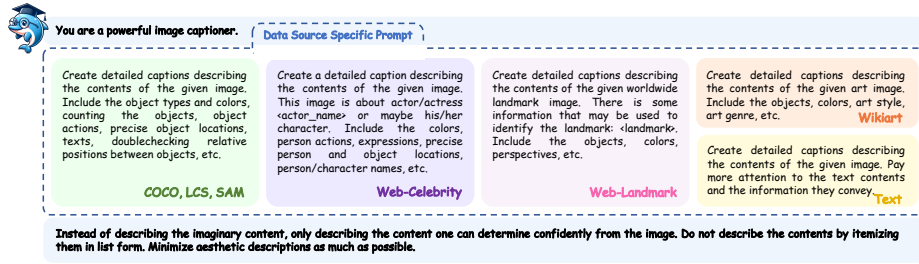 You are a powerful image captioner.
Data Source Specific Prompt
Create detailed captions describing
the contents of the given image.
Include the object types and colors,
counting the objects, object
actions, precise object locations,
texts, doublechecking relative
positions between objects, etc.
COCO, LCS, SAM
Create a detailed caption describing
the contents of the given image.
This image is about actor/actress
<actor_name> or maybe his/her
character. Include the colors,
person actions, expressions, precise
person and object locations,
person/character names, etc.
Web-Celebrity
Create detailed captions describing
the contents of the given worldwide
landmark image. There is some
information that may be used to
identify the landmark: <landmark>.
Include the objects, colors,
perspectives, etc.
Web-Landmark
Create detailed captions describing
the contents of the given art image.
Include the objects, colors, art style,
art genre, etc.
Wikiart
Create detailed captions describing
the contents of the given image. Pay
more attention to the text contents
and the information they convey.
Text
Instead of describing the imaginary content, only describing the content one can determine confidently from the image. Do not describe the contents by itemizing
them in list form. Minimize aesthetic descriptions as much as possible.